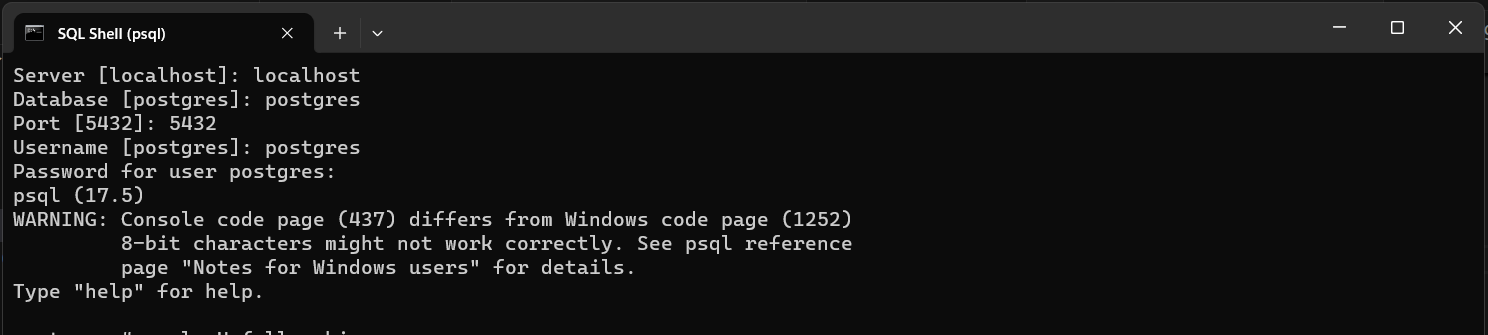 SQL Shell (psql)
Server [localhost]: localhost
Database [postgres]: postgres
Port [5432]: 5432
Username [postgres]: postgres
Password for user postgres:
psql (17.5)
WARNING: Console code page (437) differs from Windows code page (1252)
8-bit characters might not work correctly. See psql reference
page "Notes for Windows users" for details.
Type "help" for help.